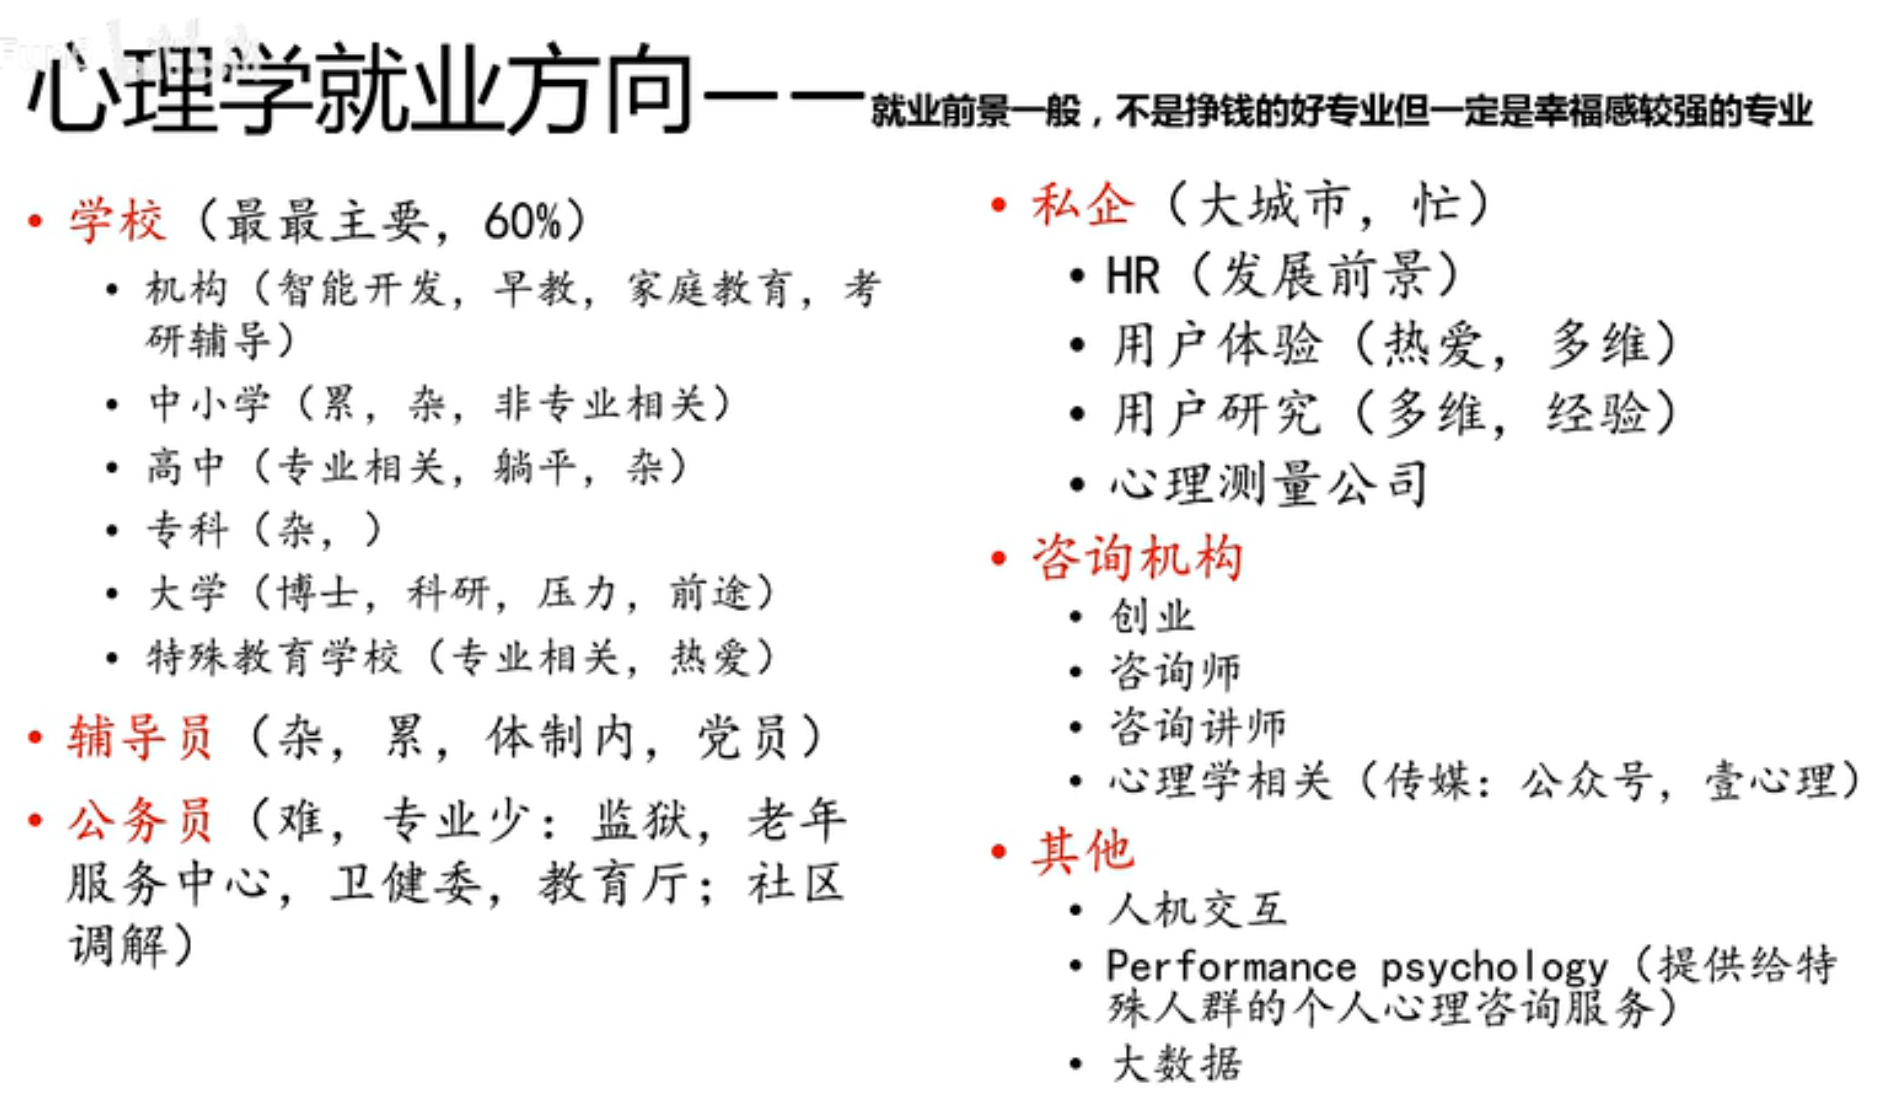 心理学就业方向——就业前景一般，不是挣钱的好专业但一定是幸福感较强的专业
• 学校（最最主要，60%）
• 机构（智能开发，早教，家庭教育，考
研辅导）
• 中小学（累，杂，非专业相关）
• 高中（专业相关，躺平，杂）
• 专科（杂，）
• 大学（博士，科研，压力，前途）
• 特殊教育学校（专业相关，热爱）
• 辅导员（杂，累，体制内，党员）
• 公务员（难，专业少：监狱，老年
服务中心，卫健委，教育厅；社区
调解）
• 私企（大城市，忙）
• HR（发展前景）
• 用户体验（热爱，多维）
• 用户研究（多维，经验）
• 心理测量公司
• 咨询机构
• 创业
• 咨询师
• 咨询讲师
• 心理学相关（传媒：公众号，壹心理）
• 其他
• 人机交互
• Performance psychology（提供给特
殊人群的个人心理咨询服务）
• 大数据